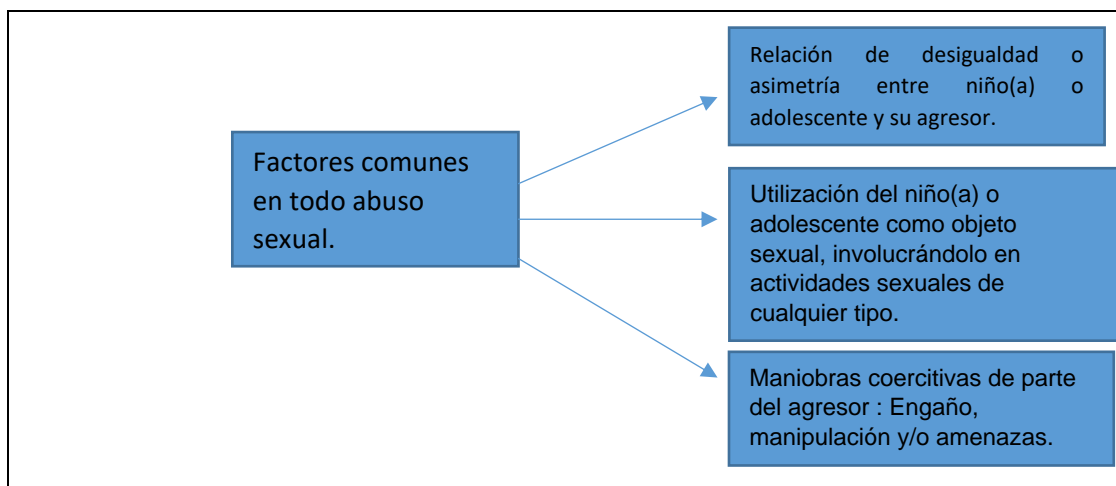 Factores comunes
en todo abuso
sexual.
Relación de desigualdad o
asimetría entre niño(a) o
adolescente y su agresor.
Utilización del niño(a) o
adolescente como objeto
sexual, involucrándolo en
actividades sexuales de
cualquier tipo.
Maniobras coercitivas de parte
del agresor : Engaño,
manipulación y/o amenazas.